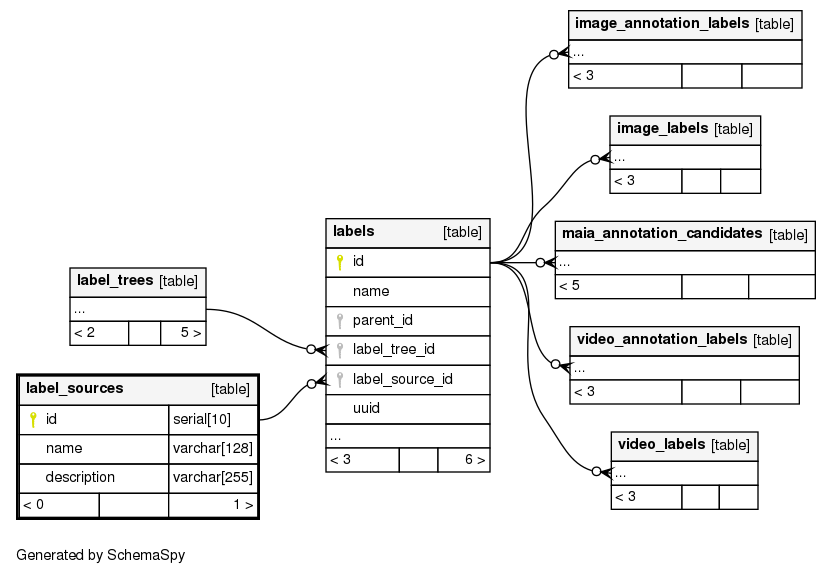 image_annotation_labels [table]
...
< 3
image_labels [table]
...
< 3
maia_annotation_candidates [table]
...
< 5
video_annotation_labels [table]
...
< 3
video_labels [table]
...
< 3
labels [table]
id
name
parent_id
label_tree_id
label_source_id
uuid
...
< 3 6 >
label_trees [table]
...
< 2 5 >
label_sources [table]
id serial[10]
name varchar[128]
description varchar[255]
< 0 1 >
Generated by SchemaSpy